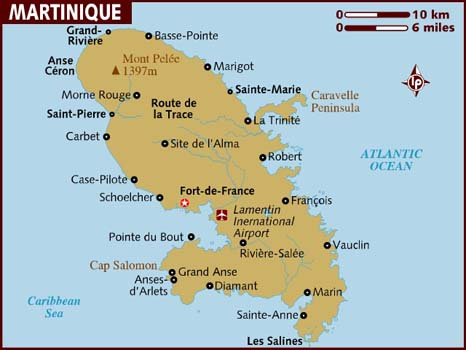 MARTINIQUE
0 10 km
0 6 miles
Grand-
Rivière
Basse-Pointe
Anse
Céron
Mont Pelée
1397m
Marigot
Morne Rouge
Sainte-Marie
Caravelle
Peninsula
Route de
la Trace
Saint-Pierre
La Trinité
Carbet
Site de l'Alma
Robert
ATLANTIC
OCEAN
Case-Pilote
Fort-de-France
Schoelcher
François
Lamentin
Inernational
Airport
Pointe du Bout
Vauclin
Rivière-Salée
Cap Salomon
Grand Anse
Anses-
d'Arlets
Diamant
Marin
Caribbean
Sea
Sainte-Anne
Les Salines
lp